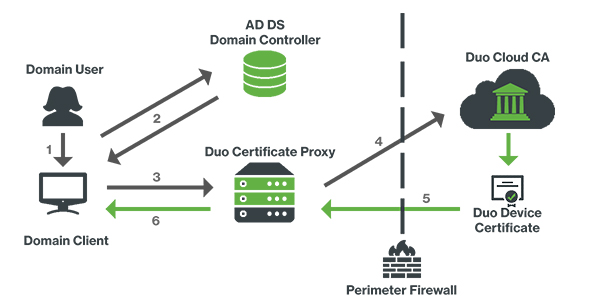 AD DS
Domain Controller
Domain User
Duo Cloud CA
1
2
Duo Certificate Proxy
4
3
5
6
Duo Device
Certificate
Domain Client
Perimeter Firewall